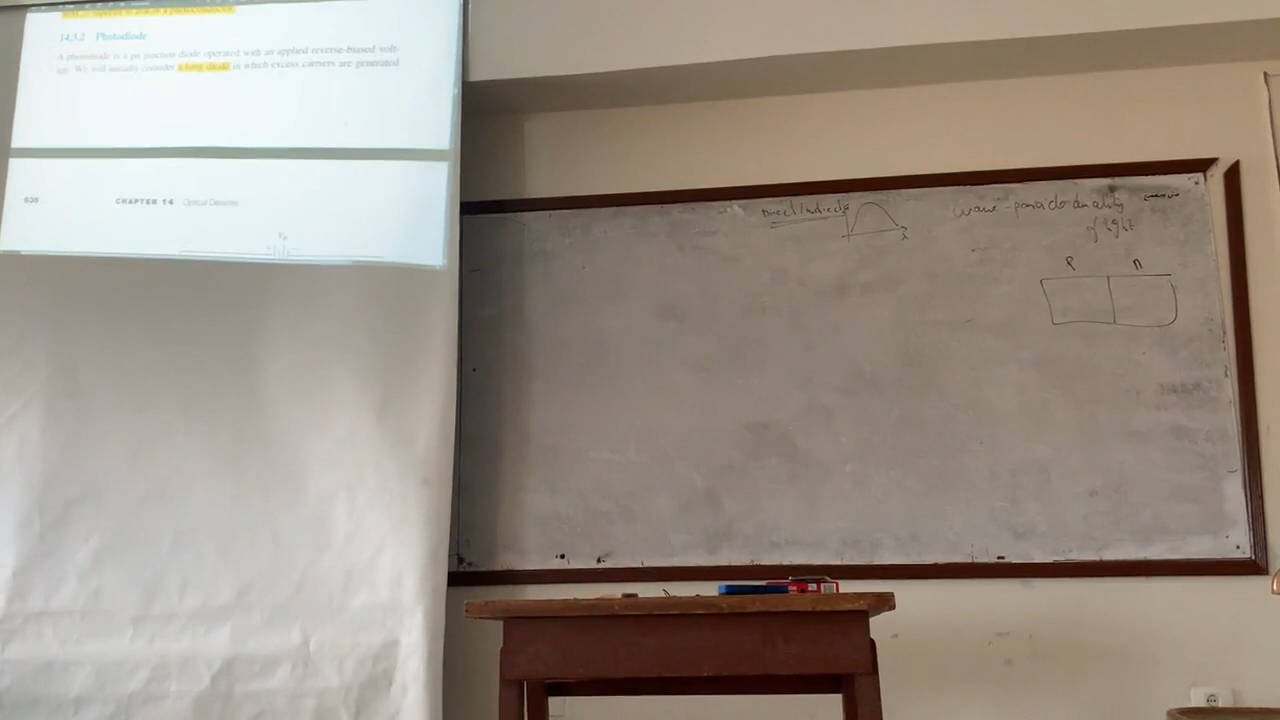 14.3.2 Photodiode
A photodiode is a pn junction diode operated with an applied reverse-biased volt-
age. We will initially consider a long diode in which excess carriers are generated
636 CHAPTER 14 Optical Devices
Direct/indirect
λ
wave-particle duality
of light
P n